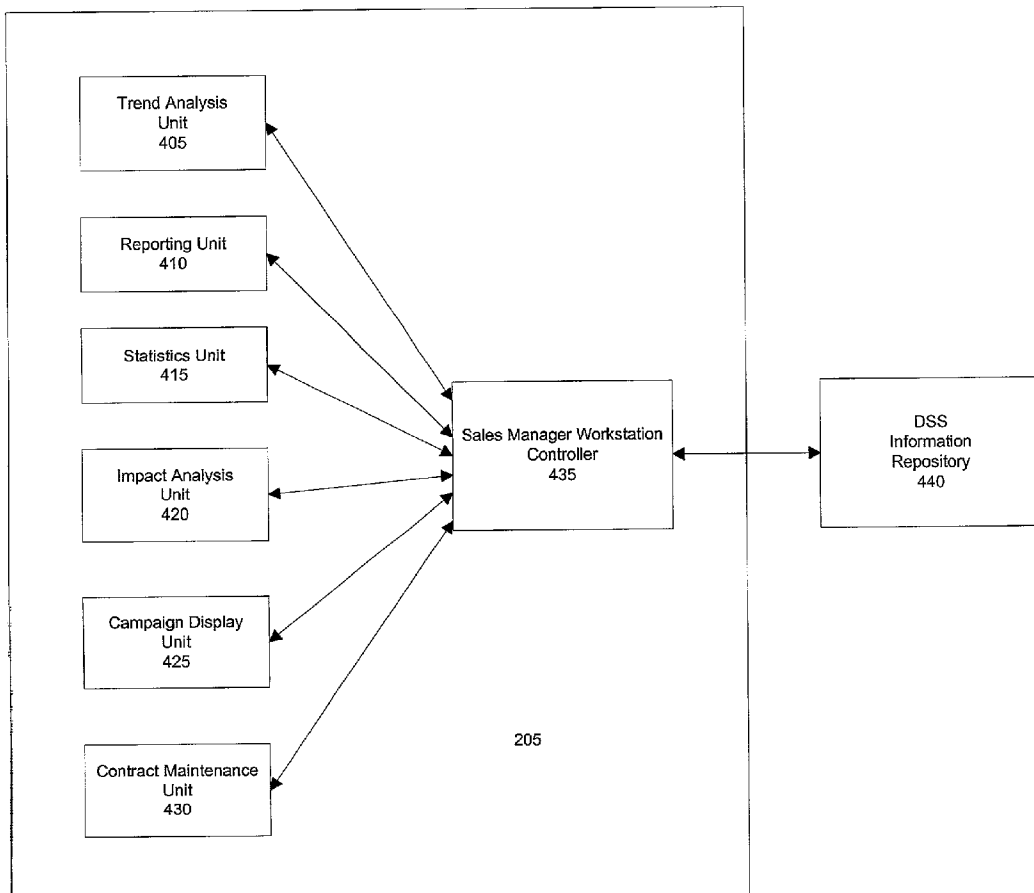 Trend Analysis
Unit
405
Reporting Unit
410
Statistics Unit
415
Impact Analysis
Unit
420
Campaign Display
Unit
425
Contract Maintenance
Unit
430
Sales Manager Workstation
Controller
435
205
DSS
Information
Repository
440